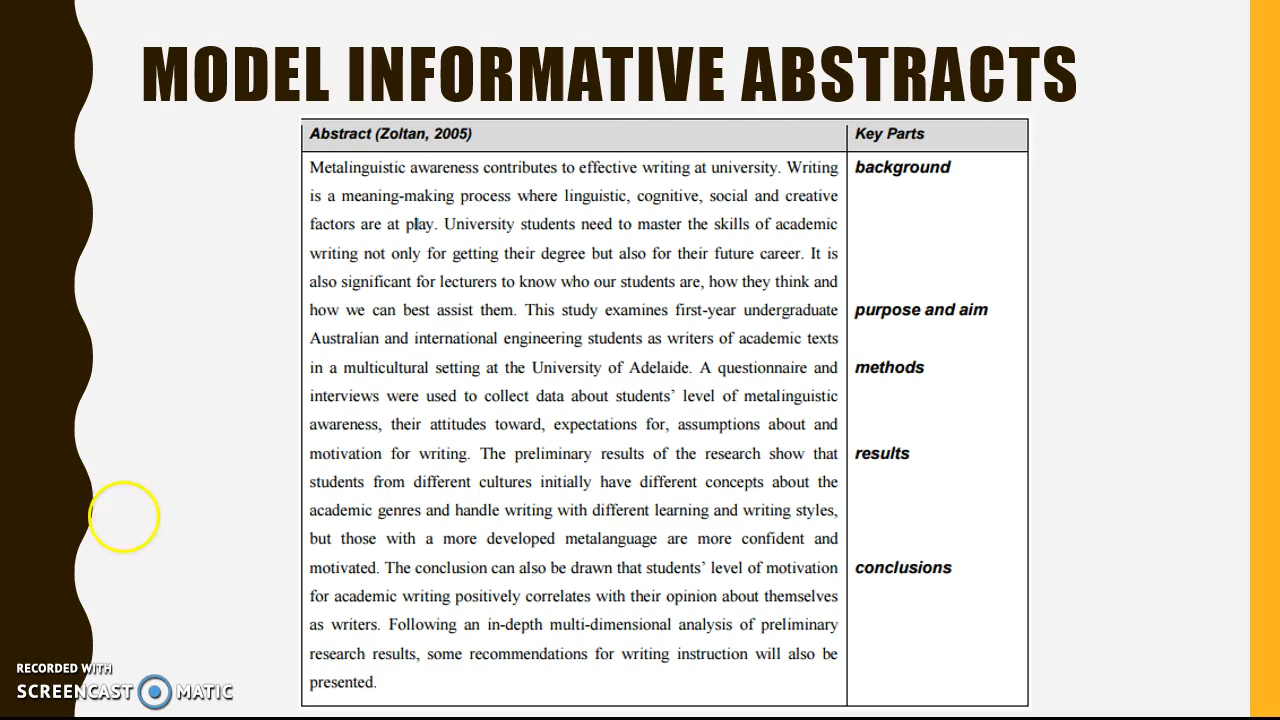 MODEL INFORMATIVE ABSTRACTS
Abstract (Zoltan, 2005) Key Parts
Metalinguistic awareness contributes to effective writing at university. Writing background
is a meaning-making process where linguistic, cognitive, social and creative
factors are at play. University students need to master the skills of academic
writing not only for getting their degree but also for their future career. It is
also significant for lecturers to know who our students are, how they think and
how we can best assist them. This study examines first-year undergraduate purpose and aim
Australian and international engineering students as writers of academic texts
in a multicultural setting at the University of Adelaide. A questionnaire and methods
interviews were used to collect data about students’ level of metalinguistic
awareness, their attitudes toward, expectations for, assumptions about and
motivation for writing. The preliminary results of the research show that results
students from different cultures initially have different concepts about the
academic genres and handle writing with different learning and writing styles,
but those with a more developed metalanguage are more confident and
motivated. The conclusion can also be drawn that students’ level of motivation conclusions
for academic writing positively correlates with their opinion about themselves
as writers. Following an in-depth multi-dimensional analysis of preliminary
research results, some recommendations for writing instruction will also be
presented.
RECORDED WITH
SCREENCAST MATIC